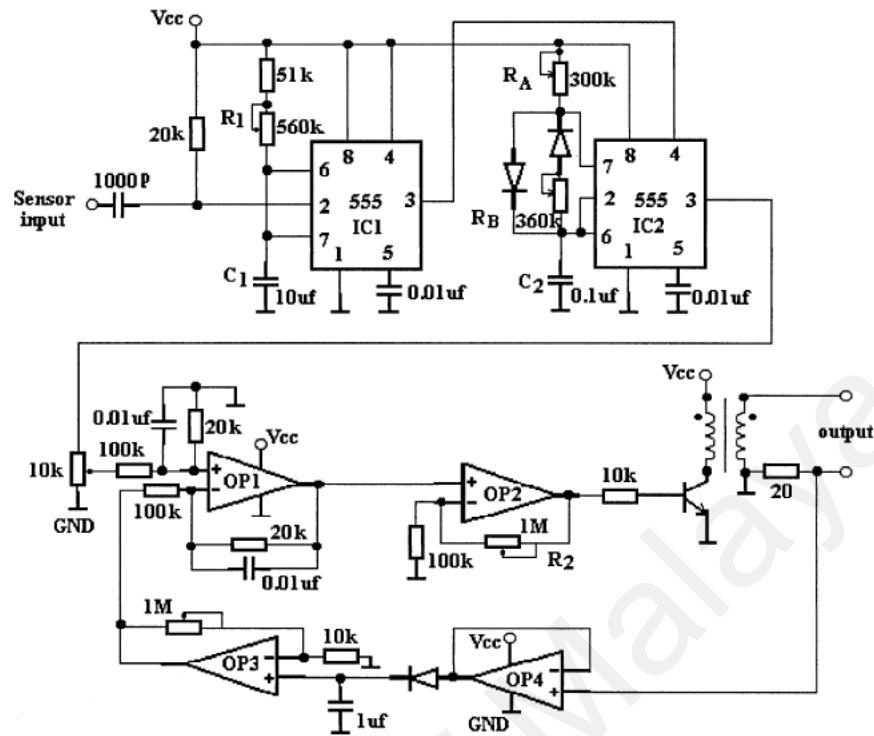 Vcc
51k
R1
560k
20k
1000P
Sensor
input
8
4
6
2
7
3
555
IC1
1
5
C1
10uf
0.01uf
RA
300k
RB
360k
8
4
7
2
6
3
555
IC2
1
5
C2
0.1uf
0.01uf
0.01uf
20k
Vcc
100k
10k
GND
+
-
OP1
100k
20k
0.01uf
+
-
OP2
100k
1M
R2
10k
Vcc
output
20
1M
OP3
-
+
10k
1uf
Vcc
OP4
-
+
GND
Malaye